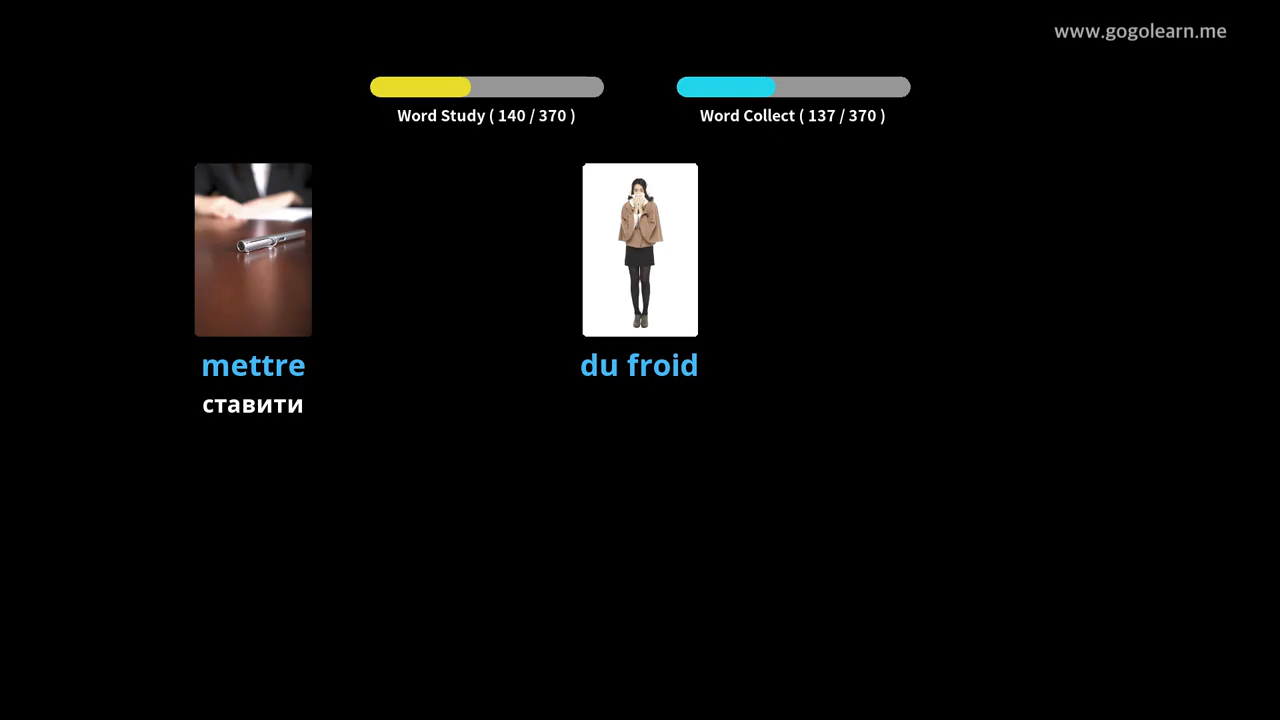 www.gogolearn.me
Word Study ( 140 / 370 )
Word Collect ( 137 / 370 )
mettre
ставити
du froid